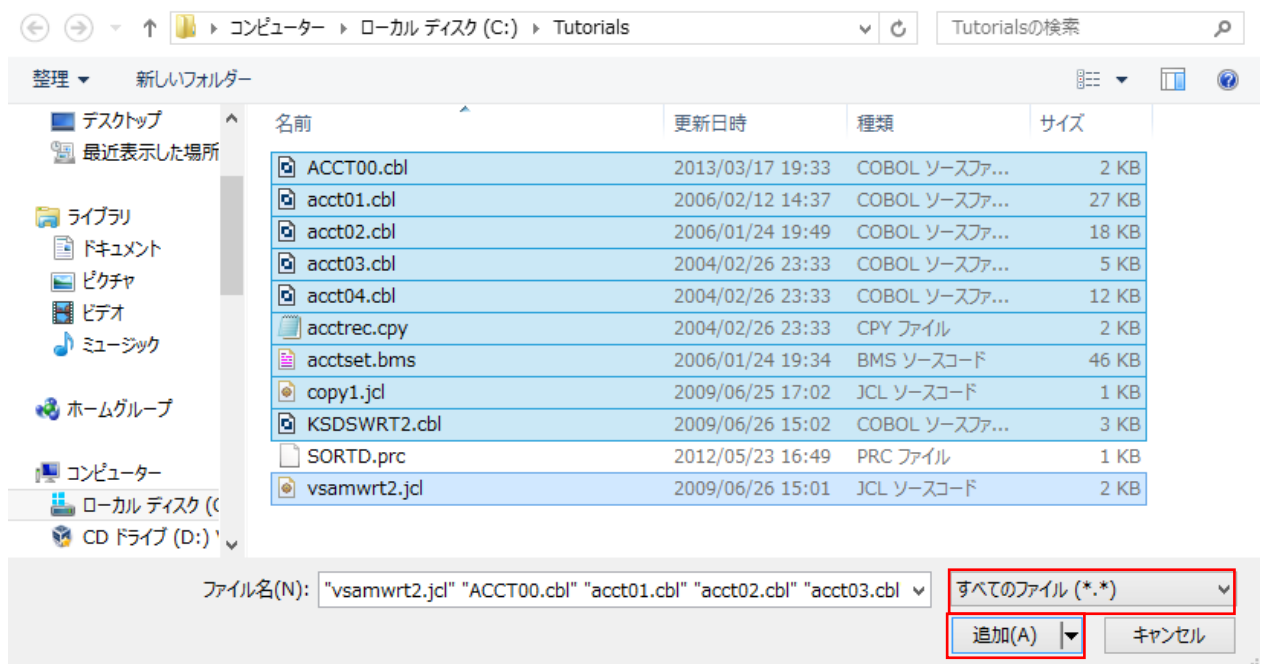 コンピューター ローカル ディスク (C:) Tutorials Tutorialsの検索
整理 新しいフォルダー
デスクトップ
最近表示した場所
ライブラリ
ドキュメント
ピクチャ
ビデオ
ミュージック
ホームグループ
コンピューター
ローカル ディスク (C
CD ドライブ (D:)
名前 更新日時 種類 サイズ
ACCT00.cbl 2013/03/17 19:33 COBOL ソースファ... 2 KB
acct01.cbl 2006/02/12 14:37 COBOL ソースファ... 27 KB
acct02.cbl 2006/01/24 19:49 COBOL ソースファ... 18 KB
acct03.cbl 2004/02/26 23:33 COBOL ソースファ... 5 KB
acct04.cbl 2004/02/26 23:33 COBOL ソースファ... 12 KB
acctrec.cpy 2004/02/26 23:33 CPY ファイル 2 KB
acctset.bms 2006/01/24 19:34 BMS ソースコード 46 KB
copy1.jcl 2009/06/25 17:02 JCL ソースコード 1 KB
KSDSWRT2.cbl 2009/06/26 15:02 COBOL ソースファ... 3 KB
SORTD.prc 2012/05/23 16:49 PRC ファイル 1 KB
vsamwrt2.jcl 2009/06/26 15:01 JCL ソースコード 2 KB
ファイル名(N): "vsamwrt2.jcl" "ACCT00.cbl" "acct01.cbl" "acct02.cbl" "acct03.cbl すべてのファイル (*.*)
追加(A) キャンセル